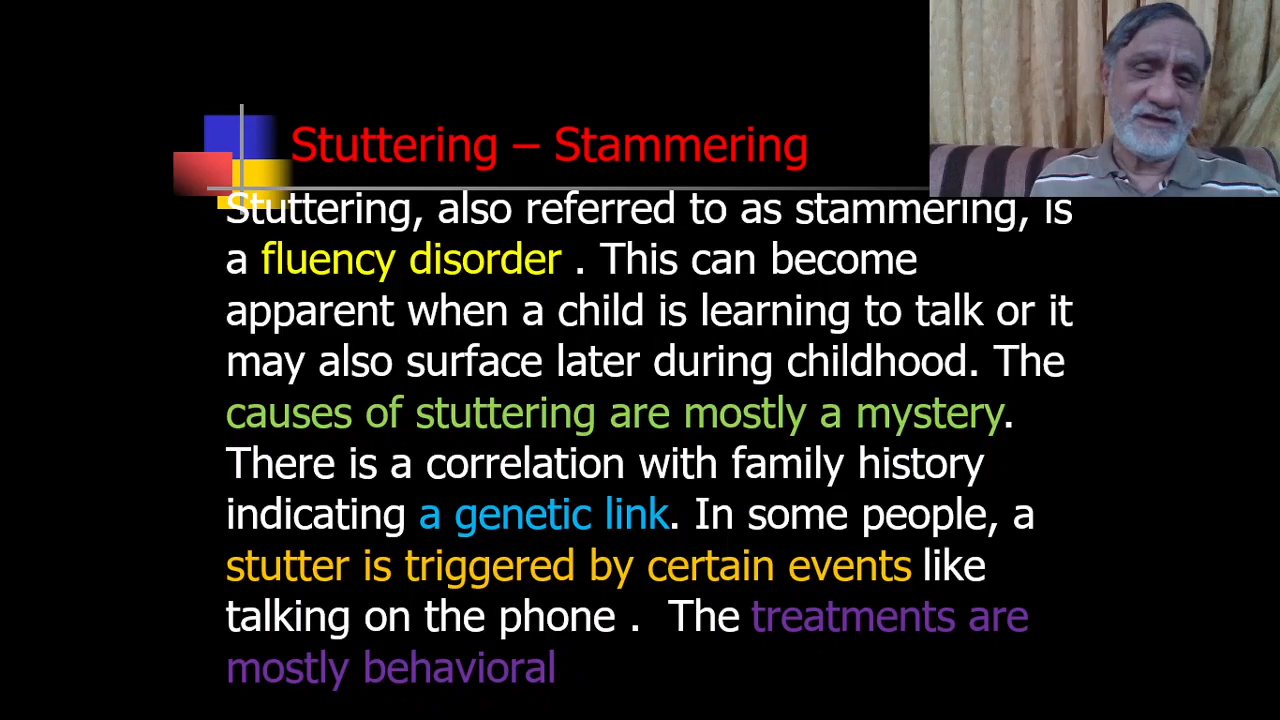 Stuttering – Stammering
Stuttering, also referred to as stammering, is
a fluency disorder . This can become
apparent when a child is learning to talk or it
may also surface later during childhood. The
causes of stuttering are mostly a mystery.
There is a correlation with family history
indicating a genetic link. In some people, a
stutter is triggered by certain events like
talking on the phone .  The treatments are
mostly behavioral